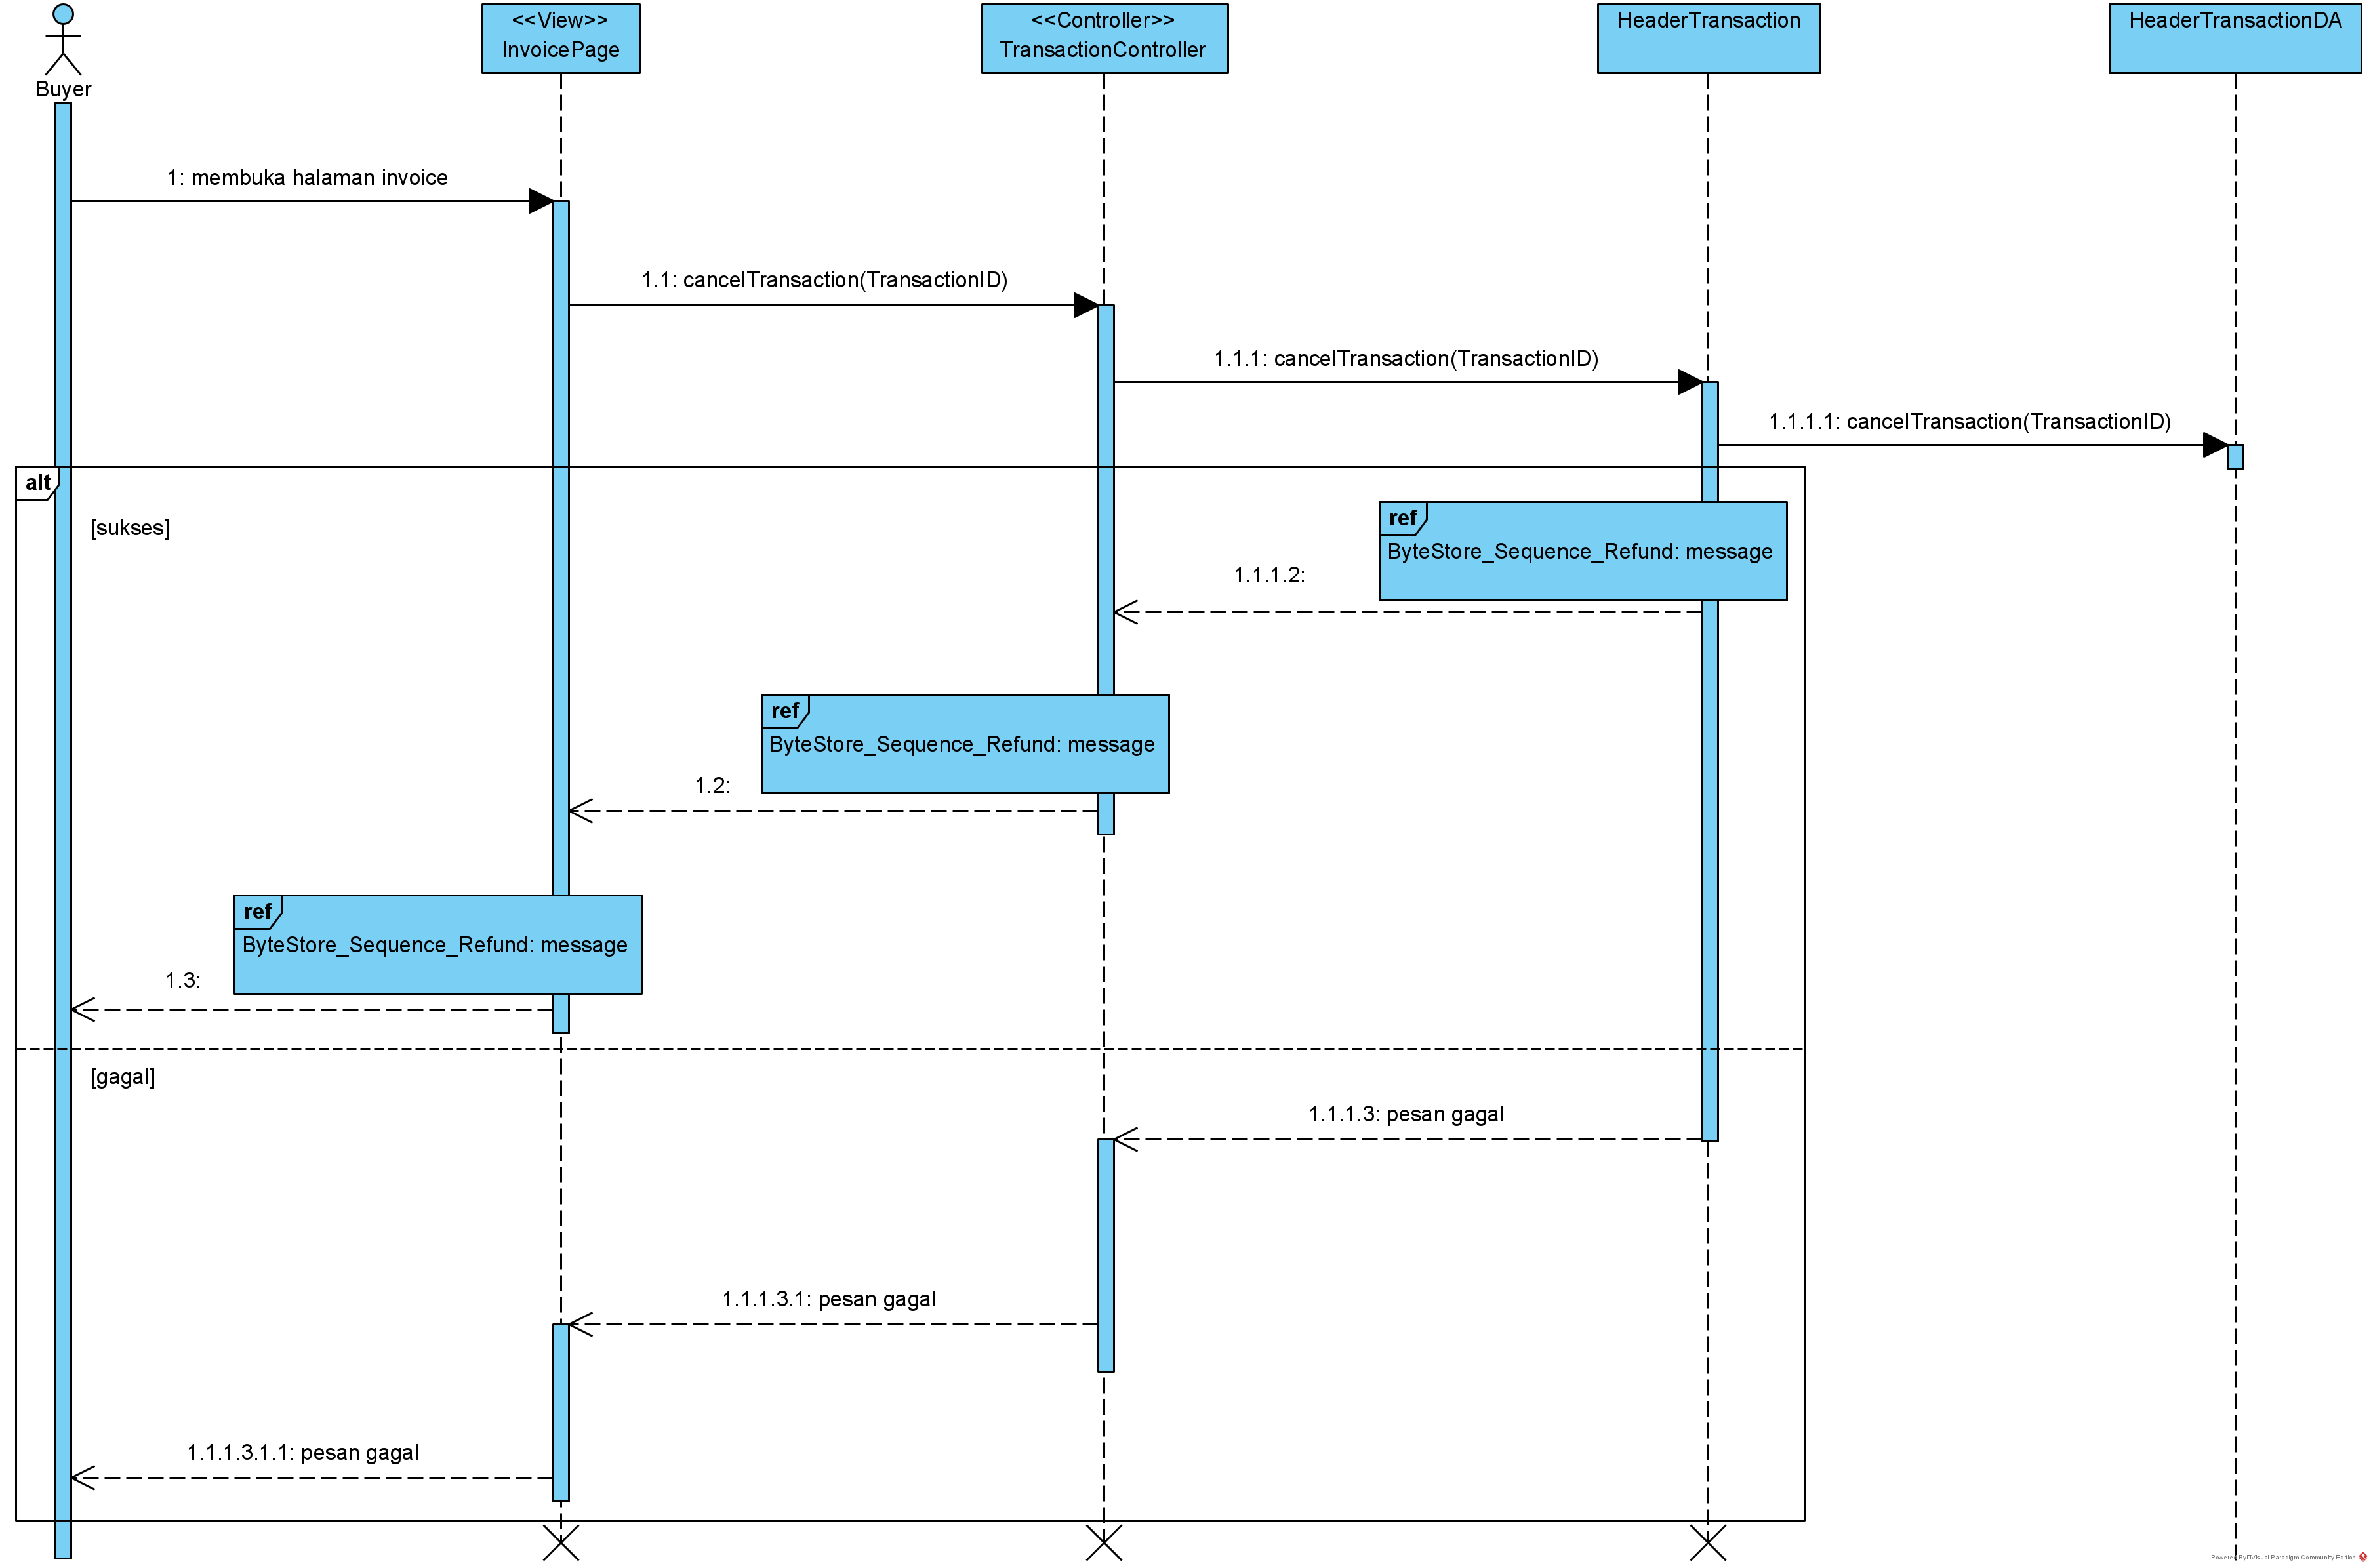 <<View>>
InvoicePage
<<Controller>>
TransactionController
HeaderTransaction
HeaderTransactionDA
Buyer
1: membuka halaman invoice
1.1: cancelTransaction(TransactionID)
1.1.1: cancelTransaction(TransactionID)
1.1.1.1: cancelTransaction(TransactionID)
alt
[sukses]
ref
ByteStore_Sequence_Refund: message
1.1.1.2:
ref
ByteStore_Sequence_Refund: message
1.2:
ref
ByteStore_Sequence_Refund: message
1.3:
[gagal]
1.1.1.3: pesan gagal
1.1.1.3.1: pesan gagal
1.1.1.3.1.1: pesan gagal
Powered By Visual Paradigm Community Edition